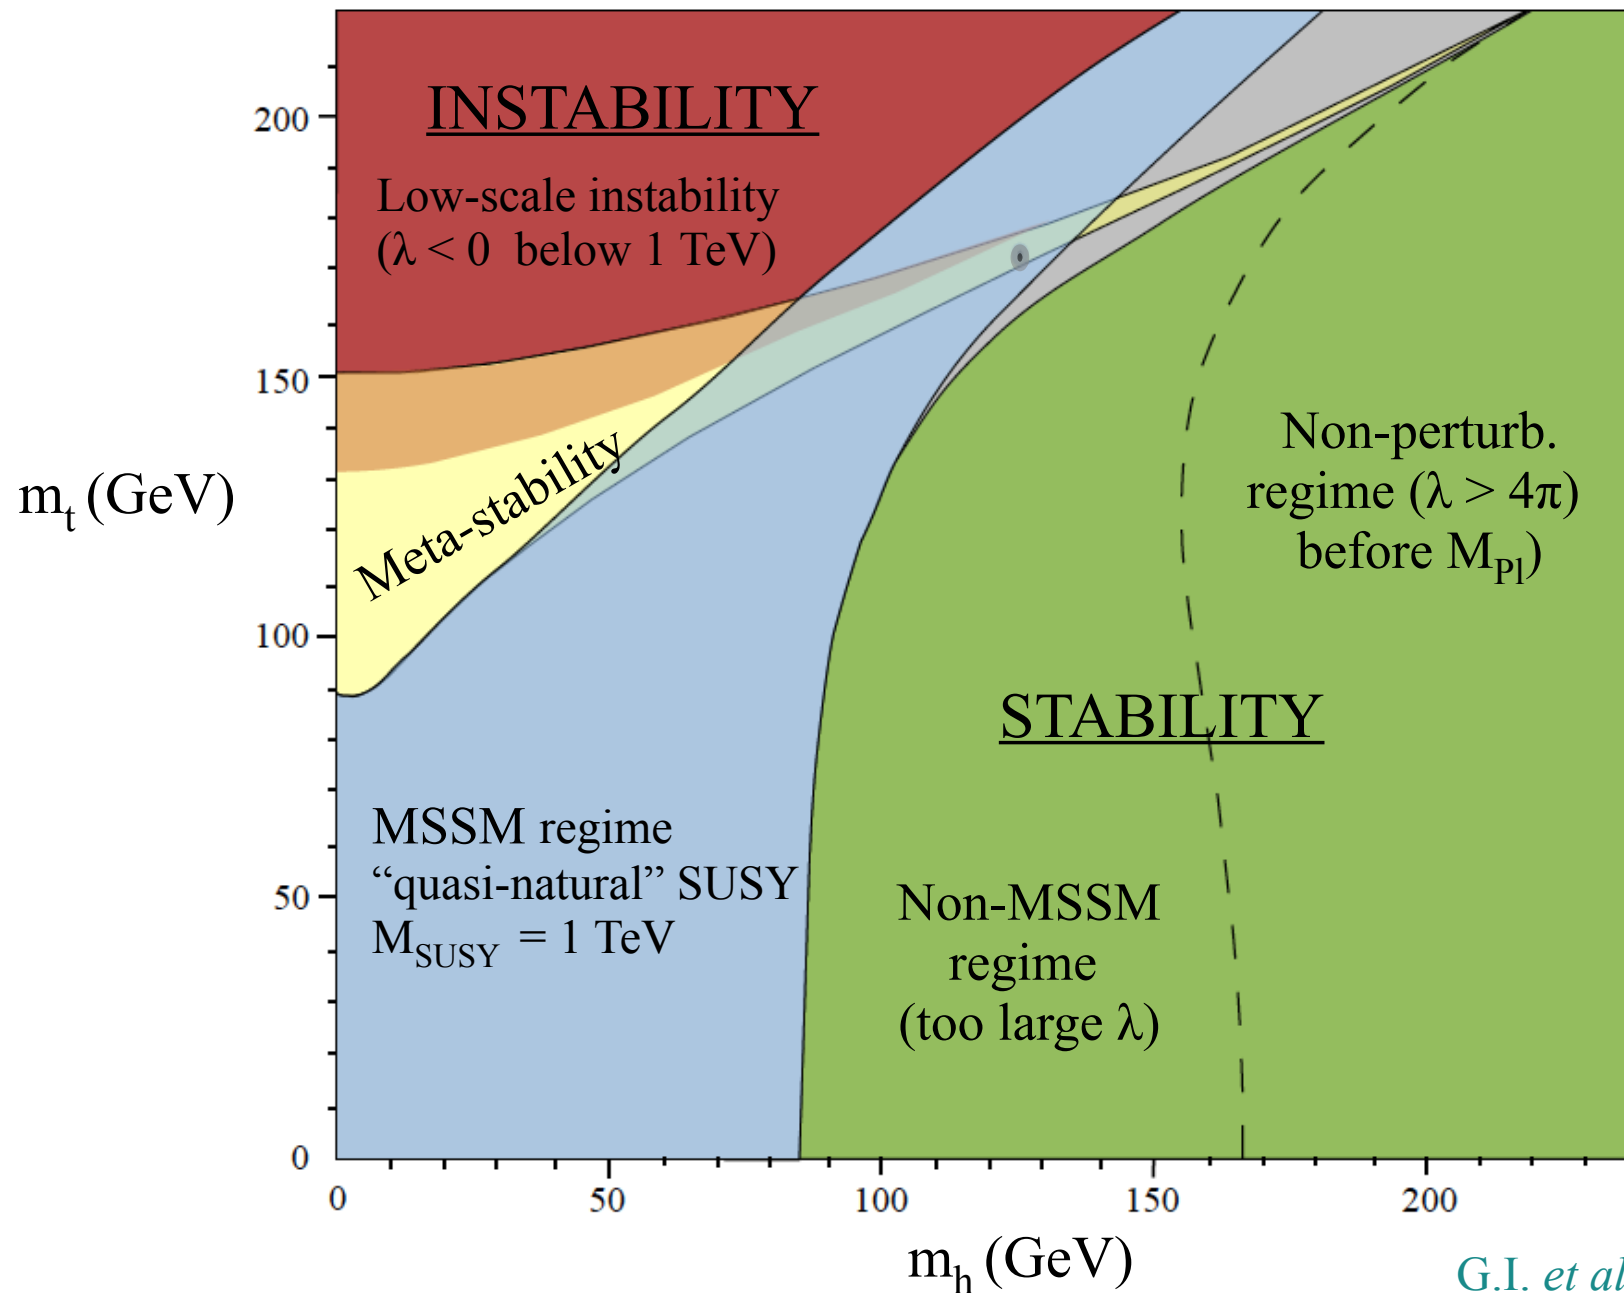 200
150
100
50
0
m_t (GeV)
INSTABILITY
Low-scale instability
(λ < 0 below 1 TeV)
Meta-stability
MSSM regime
“quasi-natural” SUSY
M_SUSY = 1 TeV
Non-perturb.
regime (λ > 4π)
before M_Pl)
STABILITY
Non-MSSM
regime
(too large λ)
0 50 100 150 200
m_h (GeV)
G.I. et al